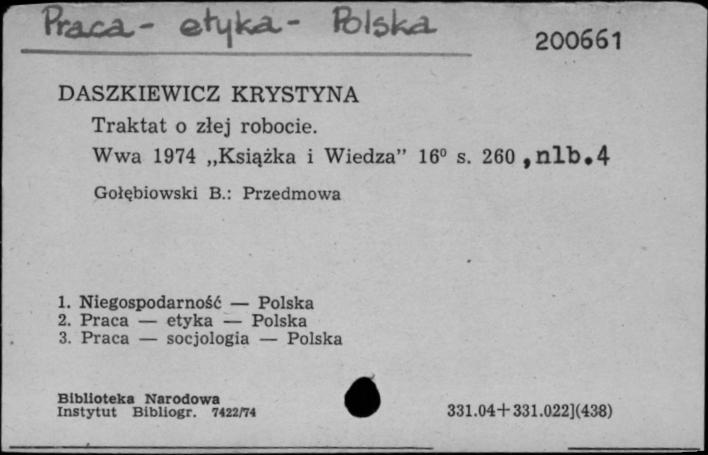 Praca - etyka - Polska
200661
DASZKIEWICZ KRYSTYNA
Traktat o złej robocie.
Wwa 1974 „Książka i Wiedza” 16⁰ s. 260 ,nlb.4
Gołębiowski B.: Przedmowa
1. Niegospodarność — Polska
2. Praca — etyka — Polska
3. Praca — socjologia — Polska
Biblioteka Narodowa
Instytut Bibliogr. 7422/74
331.04+331.022](438)